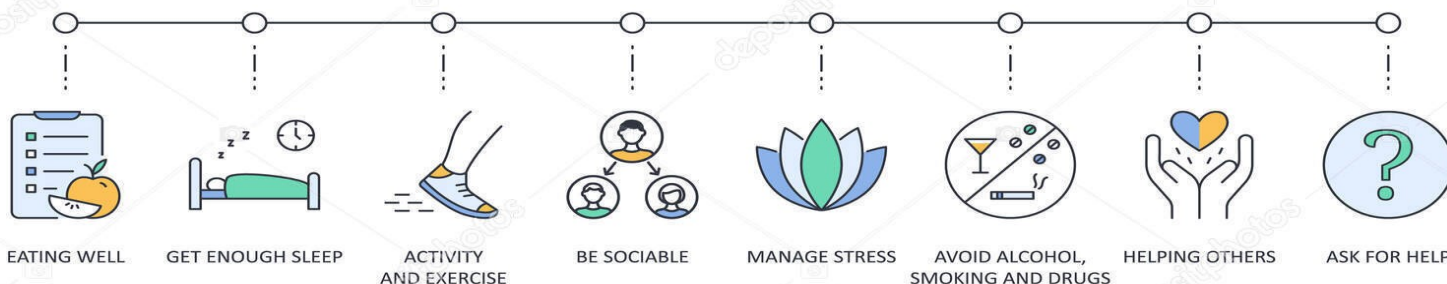 EATING WELL
GET ENOUGH SLEEP
ACTIVITY
AND EXERCISE
BE SOCIABLE
MANAGE STRESS
AVOID ALCOHOL,
SMOKING AND DRUGS
HELPING OTHERS
ASK FOR HELP
z z z
?
depositphotos